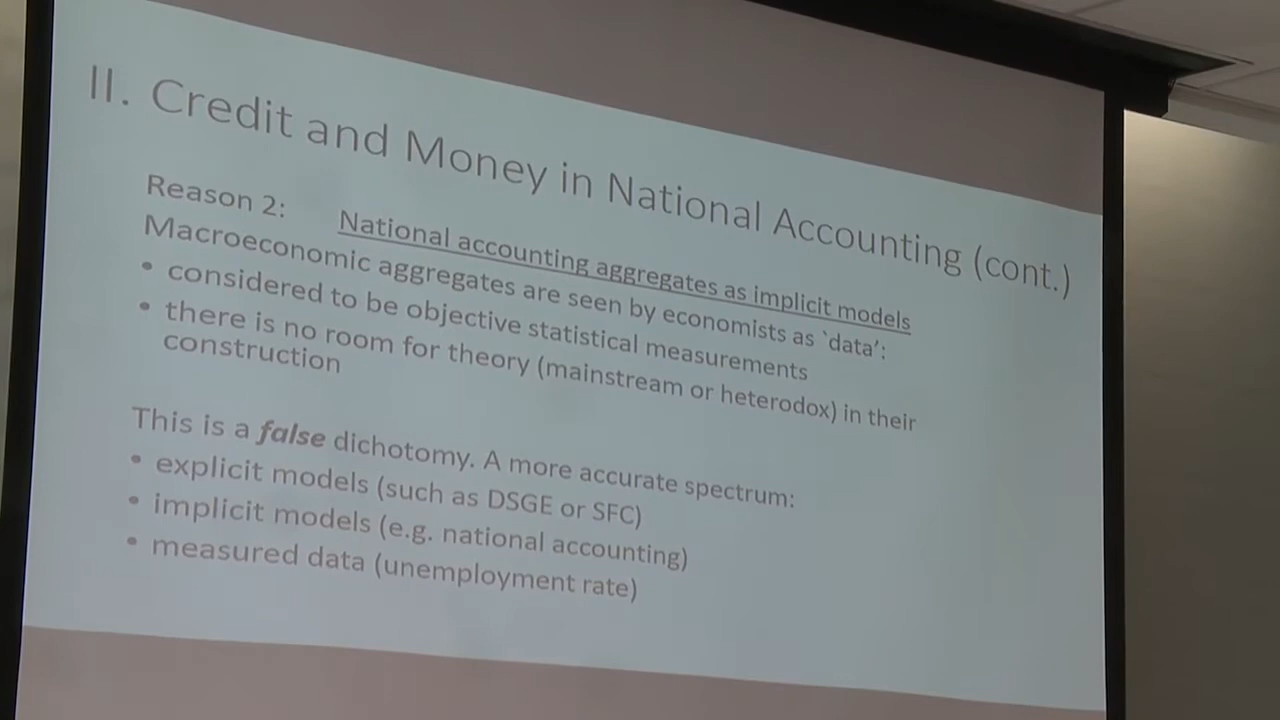 II. Credit and Money in National Accounting (cont.)
Reason 2: National accounting aggregates as implicit models
Macroeconomic aggregates are seen by economists as `data’:
• considered to be objective statistical measurements
• there is no room for theory (mainstream or heterodox) in their
construction
This is a false dichotomy. A more accurate spectrum:
• explicit models (such as DSGE or SFC)
• implicit models (e.g. national accounting)
• measured data (unemployment rate)